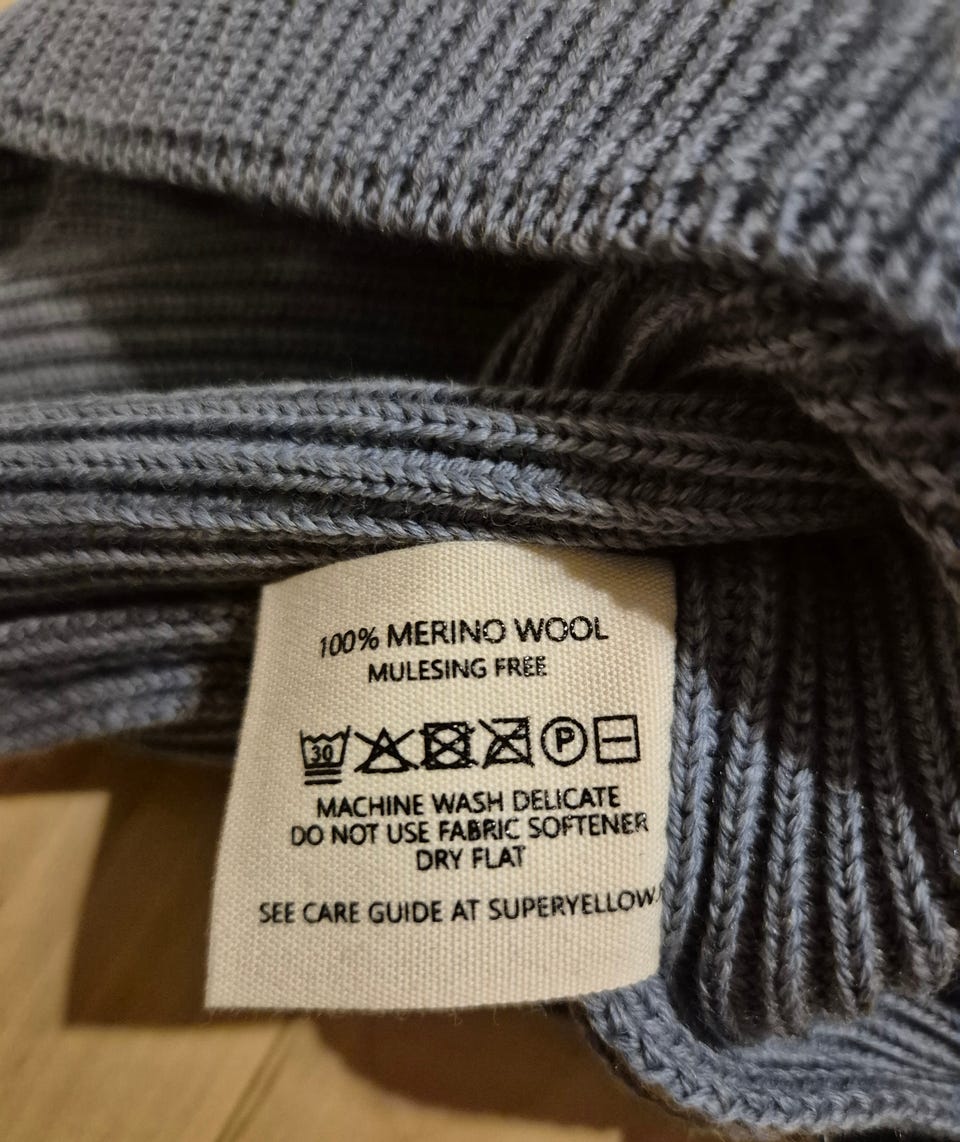 100% MERINO WOOL
MULESING FREE
30 P
MACHINE WASH DELICATE
DO NOT USE FABRIC SOFTENER
DRY FLAT
SEE CARE GUIDE AT SUPERYELLOW.